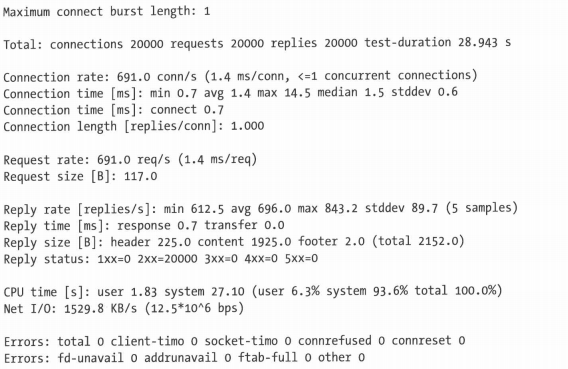 Maximum connect burst length: 1
Total: connections 20000 requests 20000 replies 20000 test-duration 28.943 s
Connection rate: 691.0 conn/s (1.4 ms/conn, <=1 concurrent connections)
Connection time [ms]: min 0.7 avg 1.4 max 14.5 median 1.5 stddev 0.6
Connection time [ms]: connect 0.7
Connection length [replies/conn]: 1.000
Request rate: 691.0 req/s (1.4 ms/req)
Request size [B]: 117.0
Reply rate [replies/s]: min 612.5 avg 696.0 max 843.2 stddev 89.7 (5 samples)
Reply time [ms]: response 0.7 transfer 0.0
Reply size [B]: header 225.0 content 1925.0 footer 2.0 (total 2152.0)
Reply status: 1xx=0 2xx=20000 3xx=0 4xx=0 5xx=0
CPU time [s]: user 1.83 system 27.10 (user 6.3% system 93.6% total 100.0%)
Net I/O: 1529.8 KB/s (12.5*10^6 bps)
Errors: total 0 client-timo 0 socket-timo 0 connrefused 0 connreset 0
Errors: fd-unavail 0 addrunavail 0 ftab-full 0 other 0